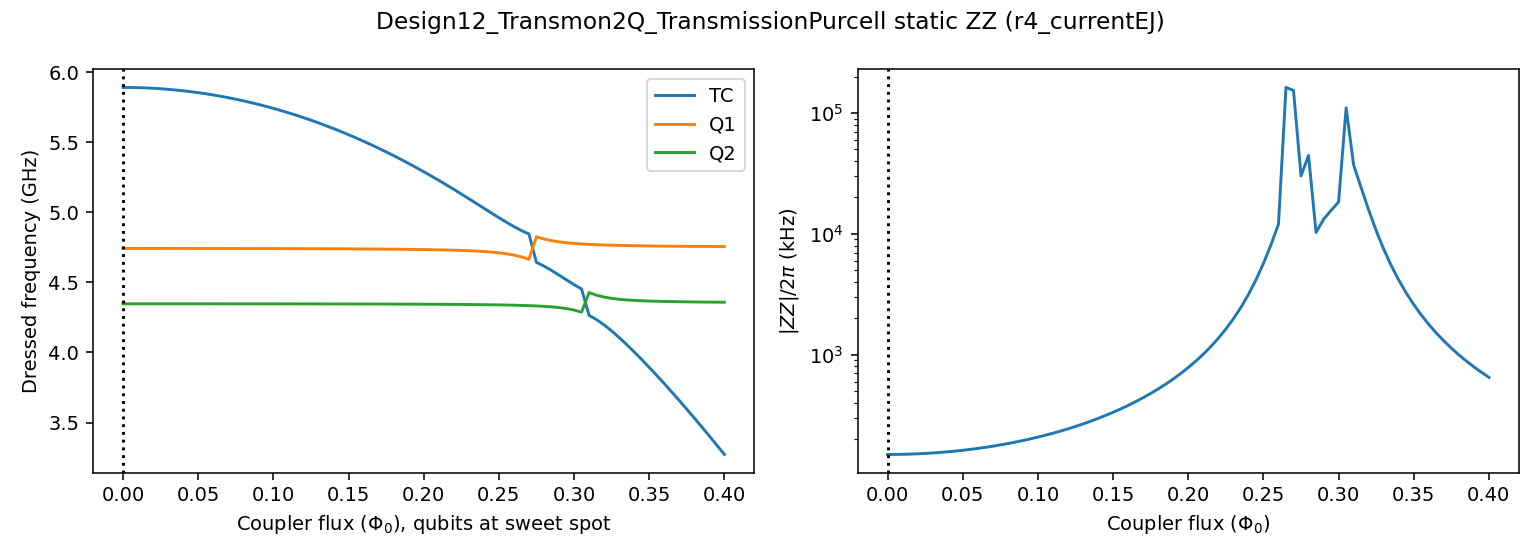 Design12_Transmon2Q_TransmissionPurcell static ZZ (r4_currentEJ)
Dressed frequency (GHz)
6.0
5.5
5.0
4.5
4.0
3.5
TC
Q1
Q2
0.00 0.05 0.10 0.15 0.20 0.25 0.30 0.35 0.40
Coupler flux (Φ₀), qubits at sweet spot
|ZZ|/2π (kHz)
10⁵
10⁴
10³
0.00 0.05 0.10 0.15 0.20 0.25 0.30 0.35 0.40
Coupler flux (Φ₀)